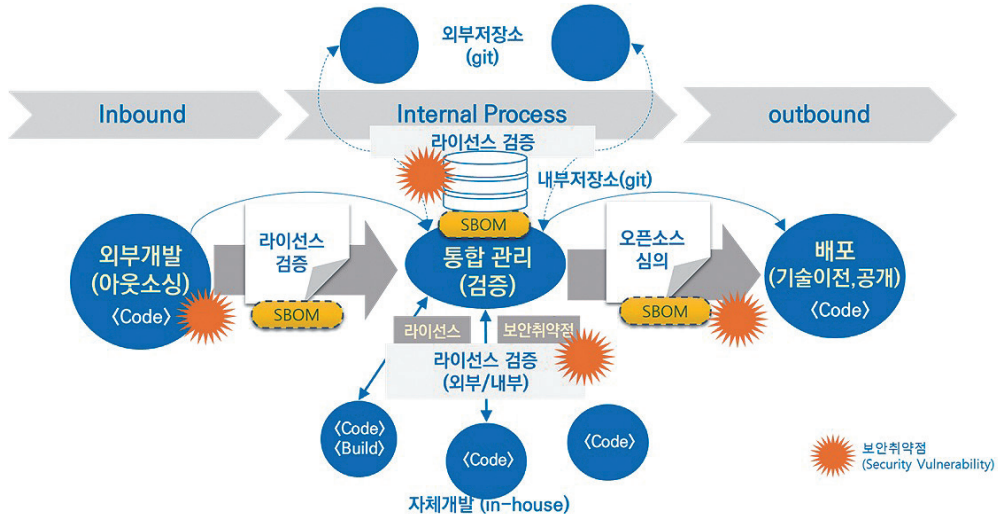 외부저장소
(git)
Inbound
Internal Process
outbound
라이선스 검증
내부저장소(git)
SBOM
외부개발
(아웃소싱)
〈Code〉
라이선스
검증
SBOM
통합 관리
(검증)
오픈소스
심의
SBOM
배포
(기술이전,공개)
〈Code〉
라이선스
보안취약점
라이선스 검증
(외부/내부)
〈Code〉
〈Build〉
〈Code〉
〈Code〉
자체개발 (in-house)
보안취약점
(Security Vulnerability)